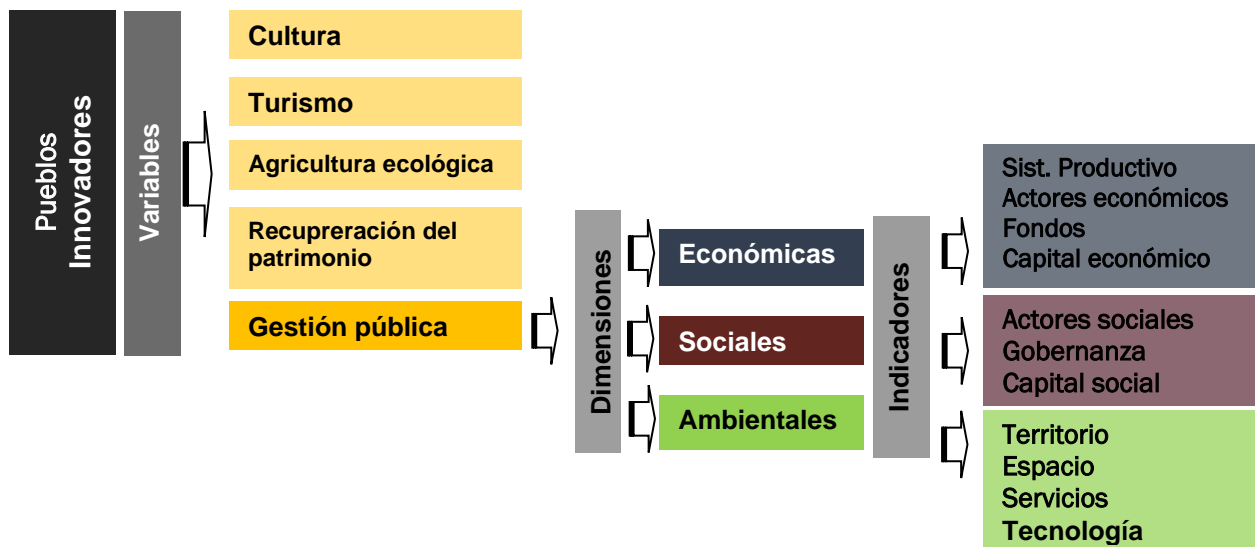 Pueblos
Innovadores
Variables
Cultura
Turismo
Agricultura ecológica
Recupreración del
patrimonio
Gestión pública
Dimensiones
Económicas
Sociales
Ambientales
Indicadores
Sist. Productivo
Actores económicos
Fondos
Capital económico
Actores sociales
Gobernanza
Capital social
Territorio
Espacio
Servicios
Tecnología